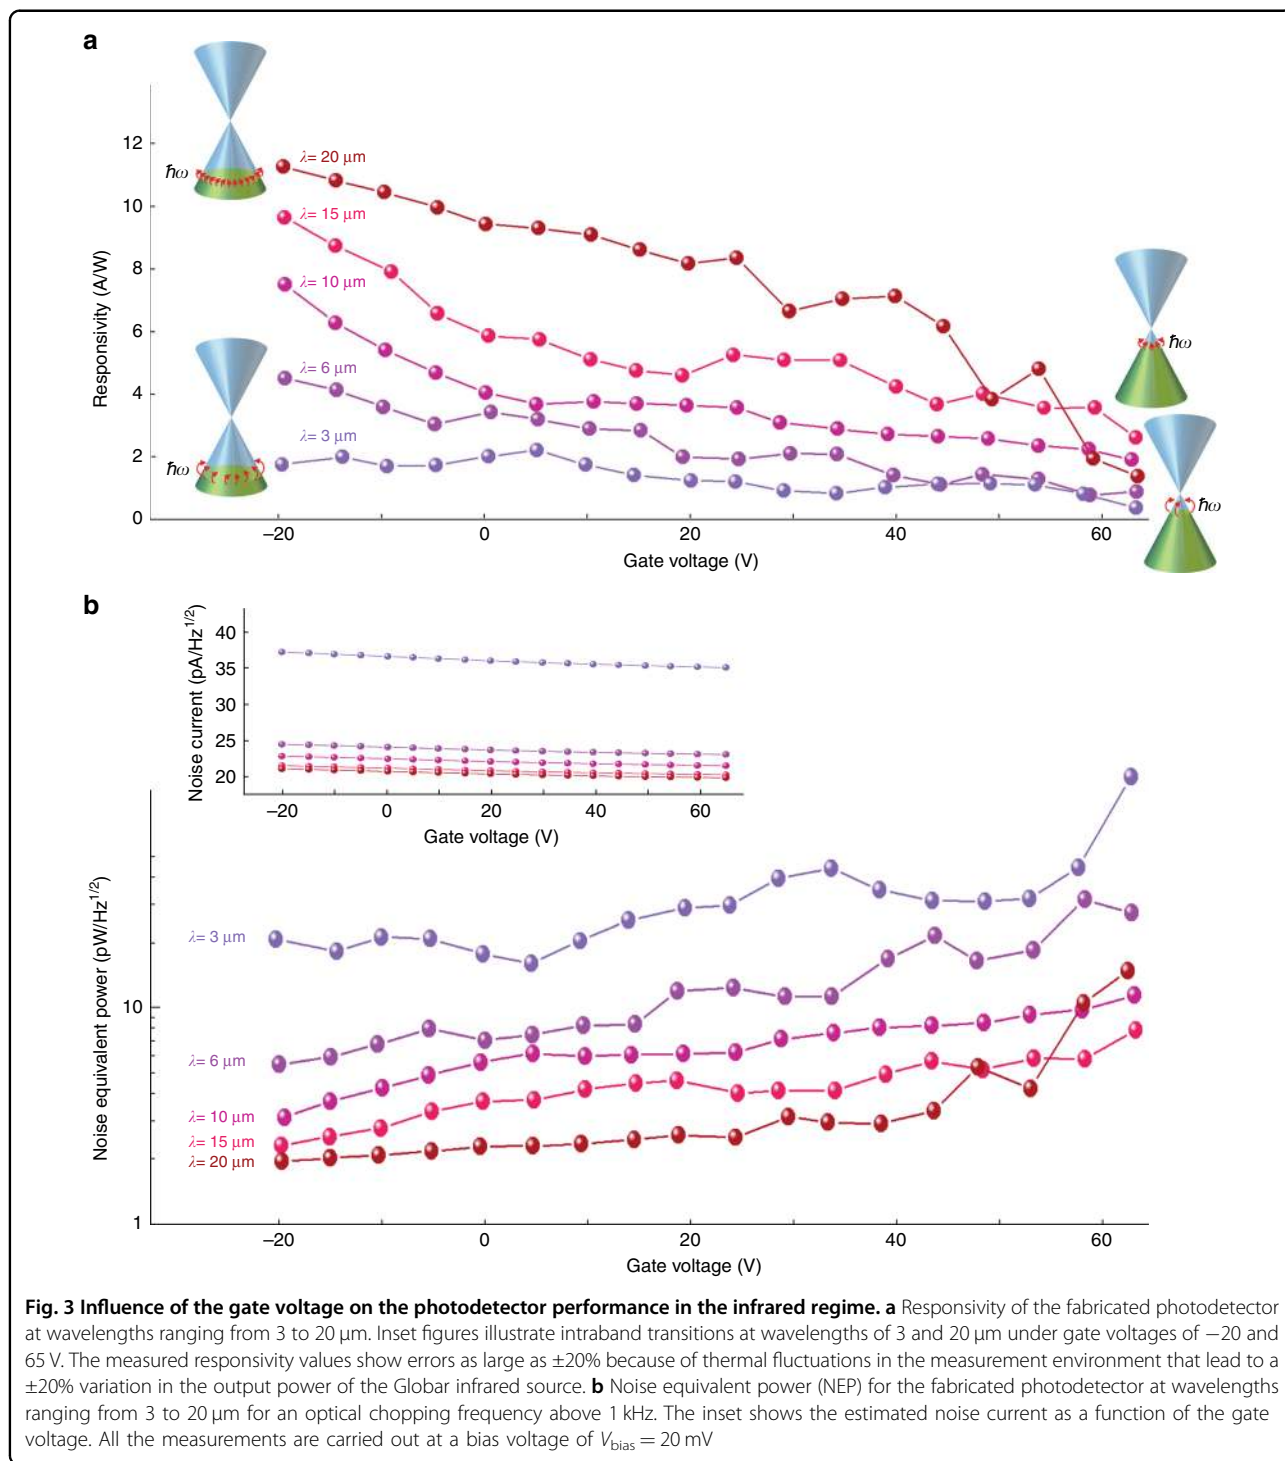 a
12
10
8
6
4
2
0
Responsivity (A/W)
λ= 20 μm
λ= 15 μm
λ= 10 μm
λ= 6 μm
λ= 3 μm
ħω
ħω
ħω
ħω
−20
0
20
40
60
Gate voltage (V)
b
40
35
30
25
20
Noise current (pA/Hz1/2)
−20
0
20
40
60
Gate voltage (V)
10
1
Noise equivalent power (pW/Hz1/2)
λ= 3 μm
λ= 6 μm
λ= 10 μm
λ= 15 μm
λ= 20 μm
−20
0
20
40
60
Gate voltage (V)
Fig. 3 Influence of the gate voltage on the photodetector performance in the infrared regime. a Responsivity of the fabricated photodetector
at wavelengths ranging from 3 to 20 μm. Inset figures illustrate intraband transitions at wavelengths of 3 and 20 μm under gate voltages of −20 and
65 V. The measured responsivity values show errors as large as ±20% because of thermal fluctuations in the measurement environment that lead to a
±20% variation in the output power of the Globar infrared source. b Noise equivalent power (NEP) for the fabricated photodetector at wavelengths
ranging from 3 to 20 μm for an optical chopping frequency above 1 kHz. The inset shows the estimated noise current as a function of the gate
voltage. All the measurements are carried out at a bias voltage of Vbias = 20 mV